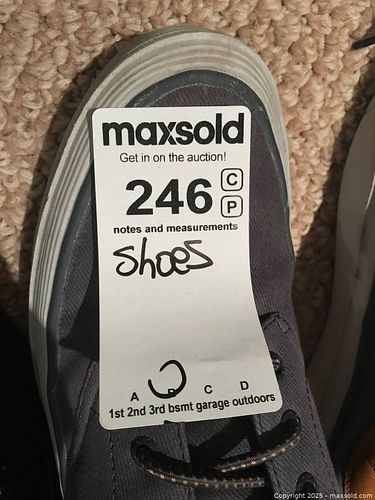 maxsold
Get in on the auction!
246 C
P
notes and measurements
Shoes
A B C D
1st 2nd 3rd bsmt garage outdoors
Copyright 2025 - maxsold.com